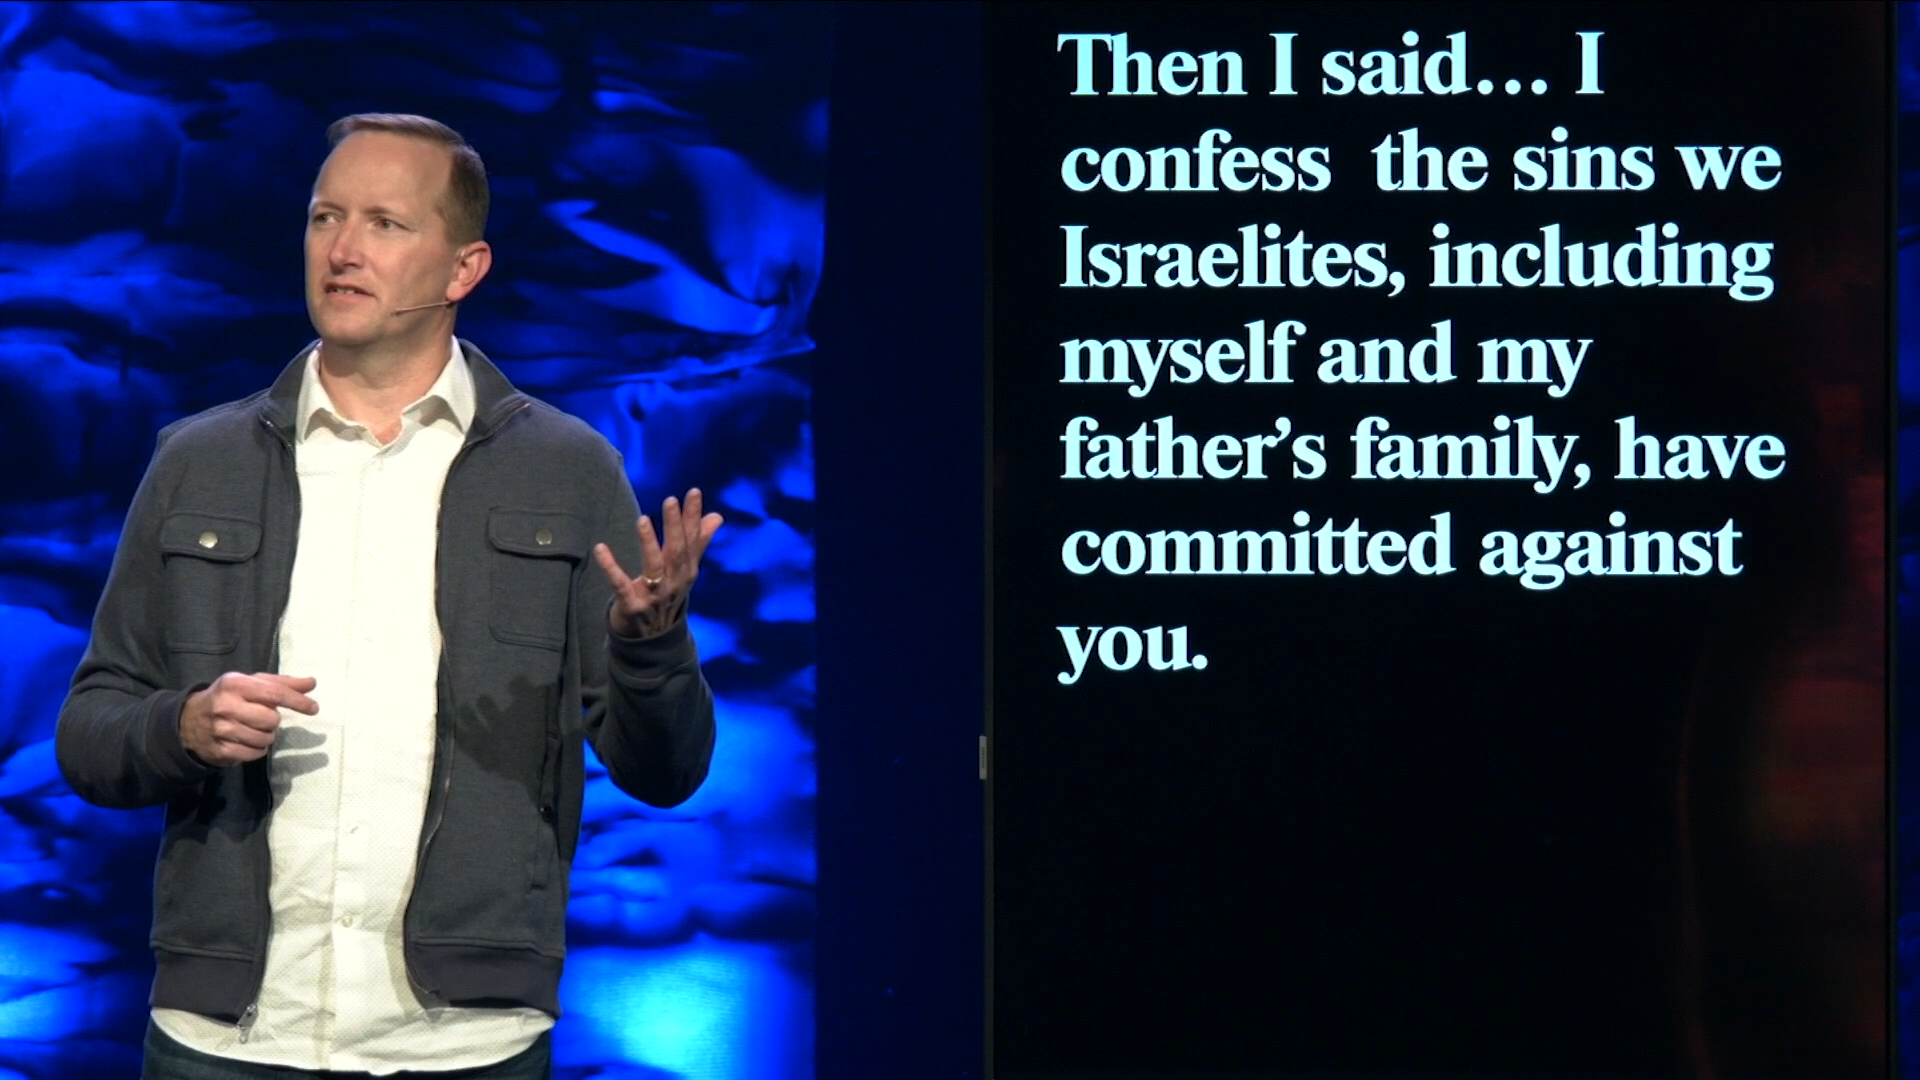 Then I said… I
confess  the sins we
Israelites, including
myself and my
father’s family, have
committed against
you.